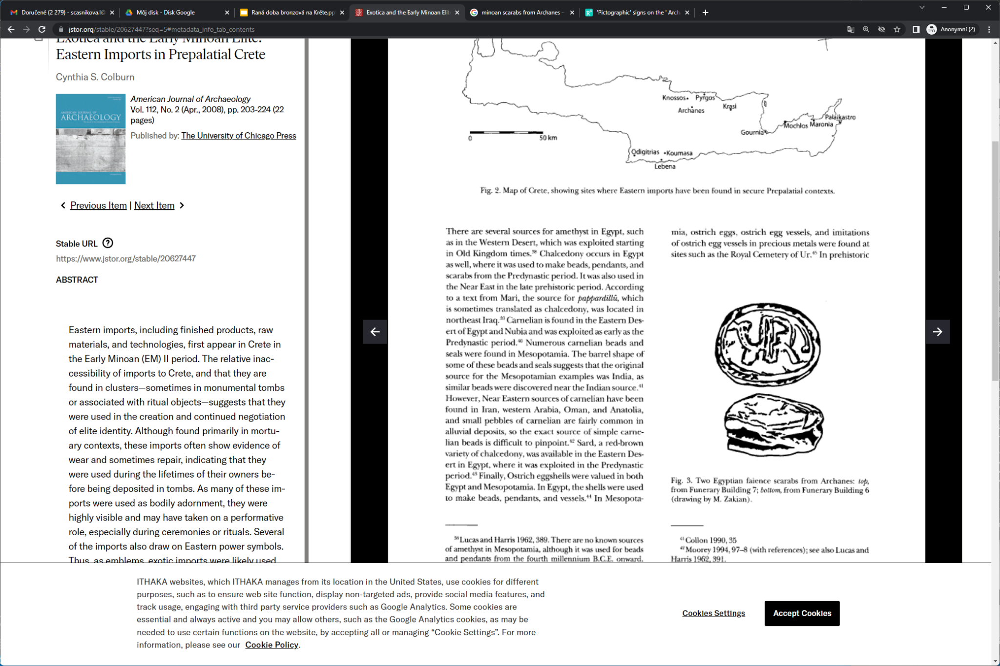 Doručené (2 279) - scasnikova.l@
Môj disk - Disk Google
Raná doba bronzová na Kréte.pp
Exotica and the Early Minoan Elit
minoan scarabs from Archanes -
'Pictographic' signs on the ' Arch
jstor.org/stable/20627447?seq=5#metadata_info_tab_contents
Anonymní (2)
Exotica and the Early Minoan Elite:
Eastern Imports in Prepalatial Crete
Cynthia S. Colburn
AMERICAN JOURNAL OF
ARCHAEOLOGY
American Journal of Archaeology
Vol. 112, No. 2 (Apr., 2008), pp. 203-224 (22
pages)
Published by: The University of Chicago Press
Previous Item | Next Item
Stable URL
https://www.jstor.org/stable/20627447
ABSTRACT
Eastern imports, including finished products, raw
materials, and technologies, first appear in Crete in
the Early Minoan (EM) II period. The relative inac-
cessibility of imports to Crete, and that they are
found in clusters—sometimes in monumental tombs
or associated with ritual objects—suggests that they
were used in the creation and continued negotiation
of elite identity. Although found primarily in mortu-
ary contexts, these imports often show evidence of
wear and sometimes repair, indicating that they
were used during the lifetimes of their owners be-
fore being deposited in tombs. As many of these im-
ports were used as bodily adornment, they were
highly visible and may have taken on a performative
role, especially during ceremonies or rituals. Several
of the imports also draw on Eastern power symbols.
Thus, as emblems, exotic imports were likely used
Knossos
Pyrgos
Archanes
Krasi
Palaikastro
Mochlos
Maronia
Gournia
0
50 km
Odigitrias
Koumasa
Lebena
Fig. 2. Map of Crete, showing sites where Eastern imports have been found in secure Prepalatial contexts.
There are several sources for amethyst in Egypt, such
as in the Western Desert, which was exploited starting
in Old Kingdom times.³⁸ Chalcedony occurs in Egypt
as well, where it was used to make beads, pendants, and
scarabs from the Predynastic period. It was also used in
the Near East in the late prehistoric period. According
to a text from Mari, the source for pappardillû, which
is sometimes translated as chalcedony, was located in
northeast Iraq.³⁹ Carnelian is found in the Eastern Des-
ert of Egypt and Nubia and was exploited as early as the
Predynastic period.⁴⁰ Numerous carnelian beads and
seals were found in Mesopotamia. The barrel shape of
some of these beads and seals suggests that the original
source for the Mesopotamian examples was India, as
similar beads were discovered near the Indian source.⁴¹
However, Near Eastern sources of carnelian have been
found in Iran, western Arabia, Oman, and Anatolia,
and small pebbles of carnelian are fairly common in
alluvial deposits, so the exact source of simple carne-
lian beads is difficult to pinpoint.⁴² Sard, a red-brown
variety of chalcedony, was available in the Eastern Des-
ert in Egypt, where it was exploited in the Predynastic
period.⁴³ Finally, Ostrich eggshells were valued in both
Egypt and Mesopotamia. In Egypt, the shells were used
to make beads, pendants, and vessels.⁴⁴ In Mesopota-
³⁸Lucas and Harris 1962, 389. There are no known sources
of amethyst in Mesopotamia, although it was used for beads
and pendants from the fourth millennium B.C.E. onward.
mia, ostrich eggs, ostrich egg vessels, and imitations
of ostrich egg vessels in precious metals were found at
sites such as the Royal Cemetery of Ur.⁴⁵ In prehistoric
Fig. 3. Two Egyptian faience scarabs from Archanes: top,
from Funerary Building 7; bottom, from Funerary Building 6
(drawing by M. Zakian).
⁴¹Collon 1990, 35
⁴²Moorey 1994, 97–8 (with references); see also Lucas and
Harris 1962, 391.
ITHAKA websites, which ITHAKA manages from its location in the United States, use cookies for different
purposes, such as to ensure web site function, display non-targeted ads, provide social media features, and
track usage, engaging with third party service providers such as Google Analytics. Some cookies are
essential and always active and you may allow others, such as the Google Analytics cookies, as may be
needed to use certain functions on the website, by accepting all or managing “Cookie Settings”. For more
information, please see our Cookie Policy.
Cookies Settings
Accept Cookies